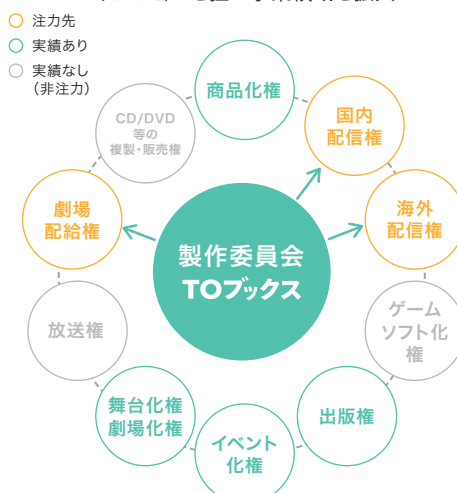 注力先
実績あり
実績なし
(非注力)
商品化権
CD/DVD
等の
複製・販売権
国内
配信権
劇場
配給権
海外
配信権
製作委員会
TOブックス
放送権
ゲーム
ソフト化
権
舞台化権
劇場化権
出版権
イベント
化権